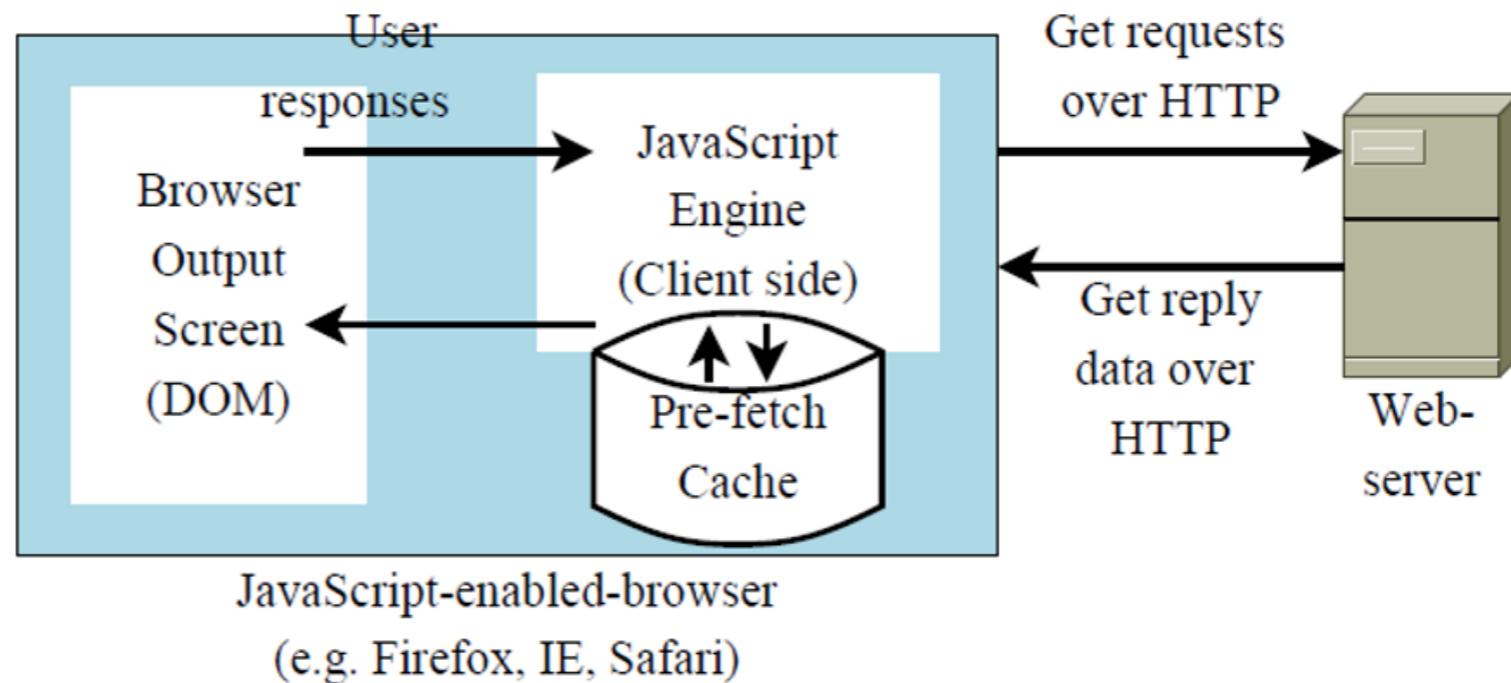 User
responses
Browser
Output
Screen
(DOM)
JavaScript
Engine
(Client side)
Pre-fetch
Cache
Get requests
over HTTP
Get reply
data over
HTTP
Web-
server
JavaScript-enabled-browser
(e.g. Firefox, IE, Safari)